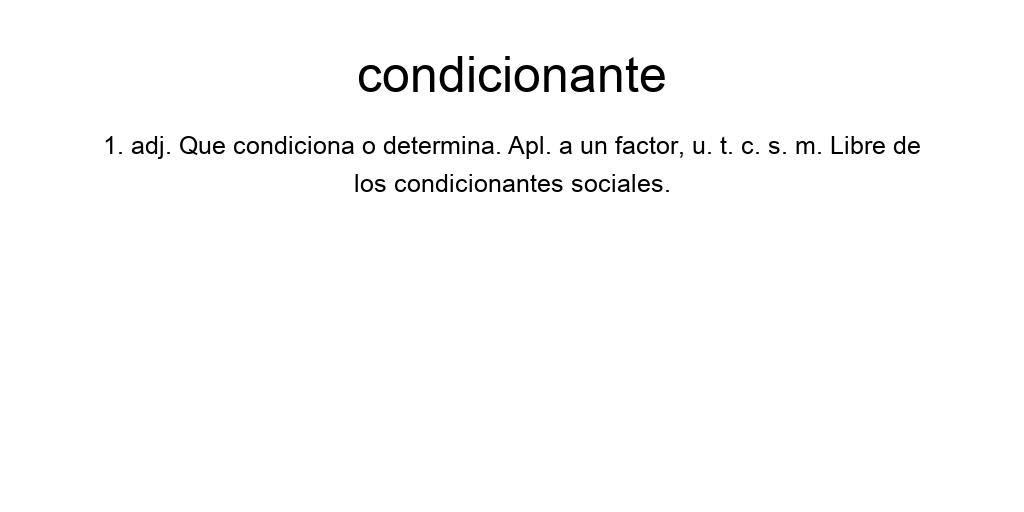 condicionante
1. adj. Que condiciona o determina. Apl. a un factor, u. t. c. s. m. Libre de
los condicionantes sociales.